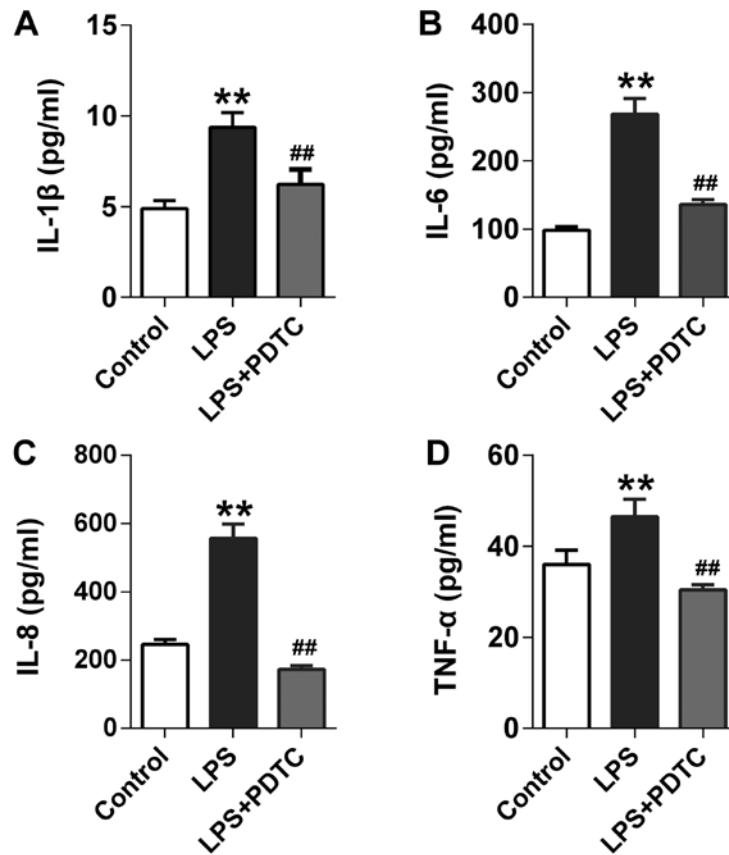 A
IL-1β (pg/ml)
15
10
5
0
**
##
Control
LPS
LPS+PDTC
B
IL-6 (pg/ml)
400
300
200
100
0
**
##
Control
LPS
LPS+PDTC
C
IL-8 (pg/ml)
800
600
400
200
0
**
##
Control
LPS
LPS+PDTC
D
TNF-α (pg/ml)
60
40
20
0
**
##
Control
LPS
LPS+PDTC